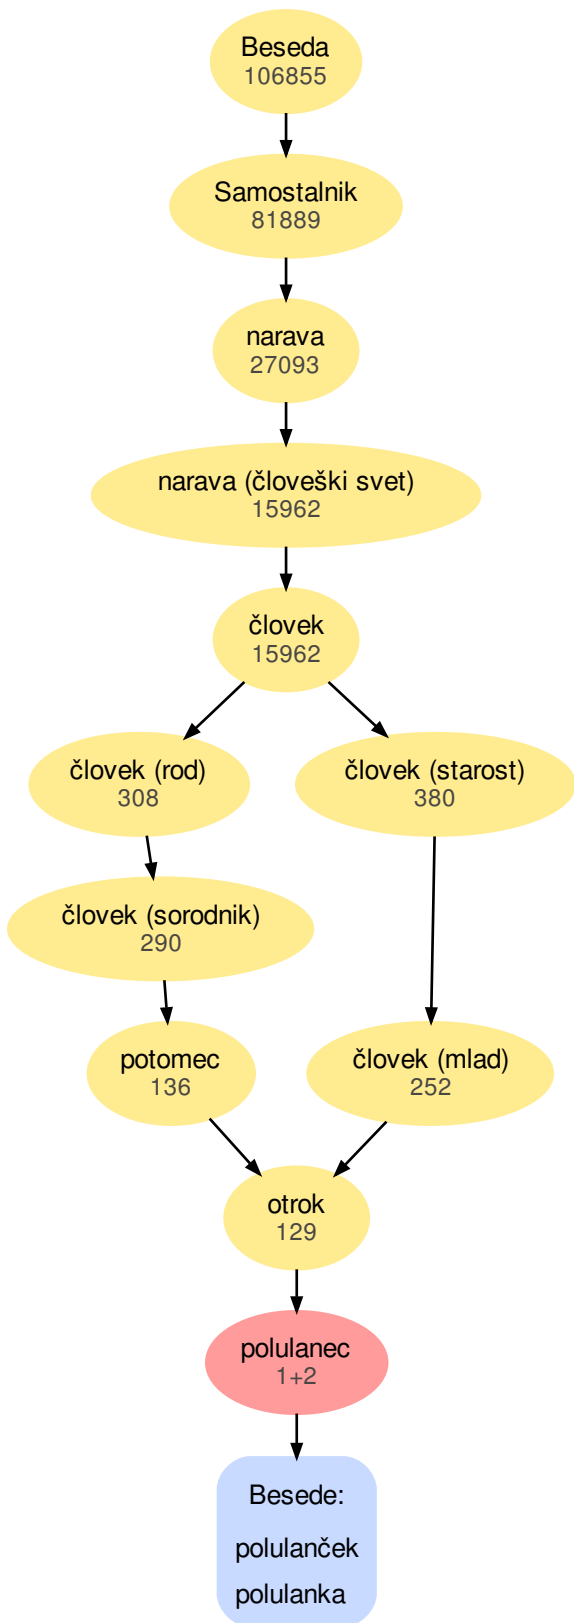 Beseda
106855
Samostalnik
81889
narava
27093
narava (človeški svet)
15962
človek
15962
človek (rod)
308
človek (starost)
380
človek (sorodnik)
290
potomec
136
človek (mlad)
252
otrok
129
polulanec
1+2
Besede:
polulanček
polulanka